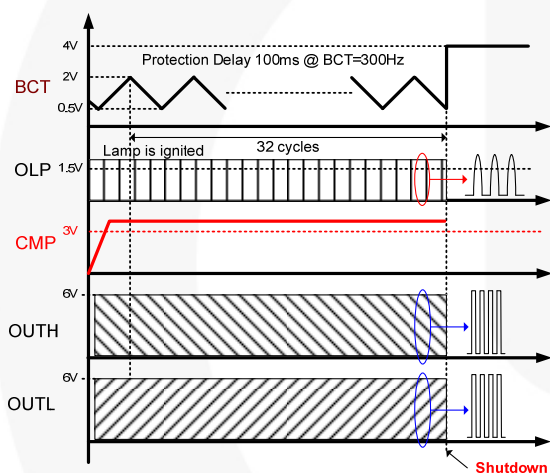 4V
Protection Delay 100ms @ BCT=300Hz
2V
BCT
0.5V
Lamp is ignited
32 cycles
OLP
1.5V
3V
CMP
6V
OUTH
6V
OUTL
Shutdown